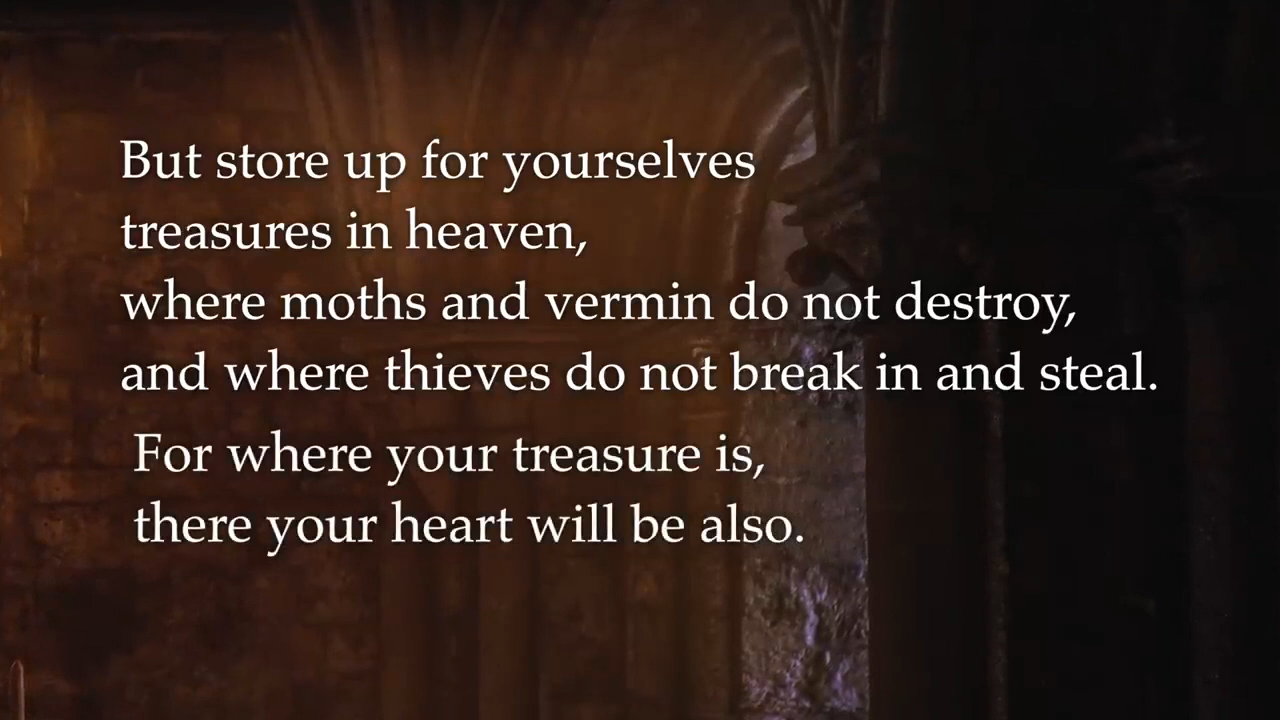 But store up for yourselves
treasures in heaven,
where moths and vermin do not destroy,
and where thieves do not break in and steal.
For where your treasure is,
there your heart will be also.